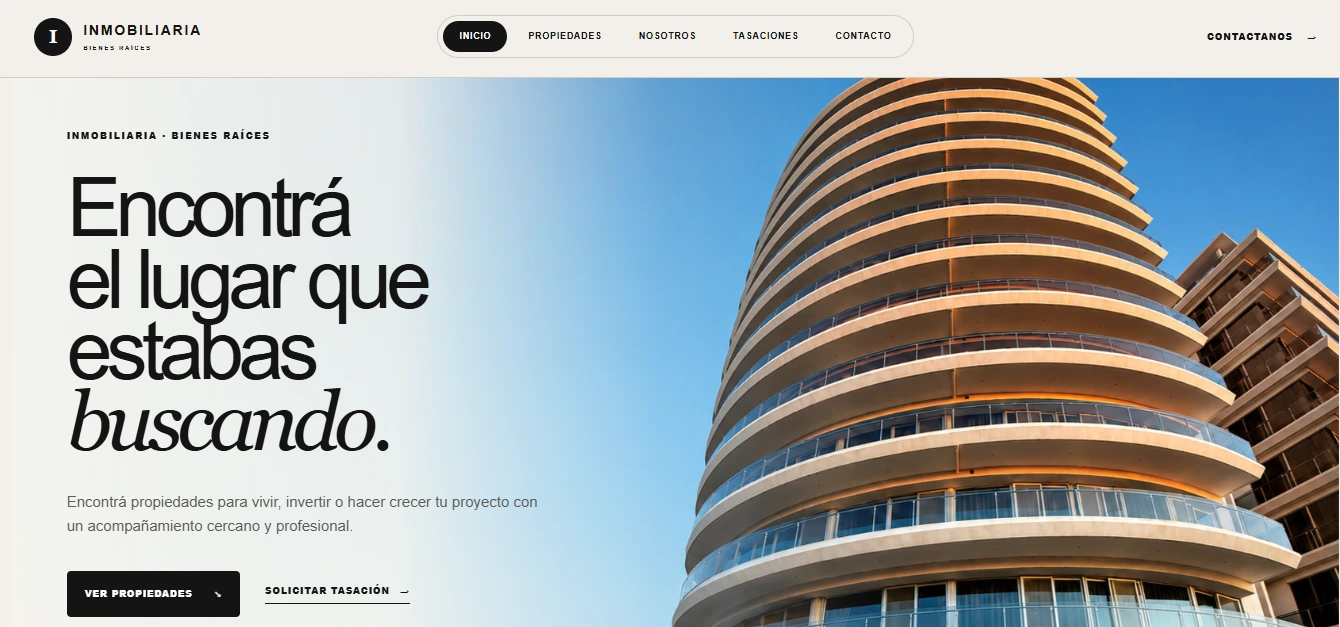 I
INMOBILIARIA
BIENES RAÍCES
INICIO
PROPIEDADES
NOSOTROS
TASACIONES
CONTACTO
CONTACTANOS →
INMOBILIARIA · BIENES RAÍCES
Encontrá
el lugar que
estabas
buscando.
Encontrá propiedades para vivir, invertir o hacer crecer tu proyecto con
un acompañamiento cercano y profesional.
VER PROPIEDADES ↘
SOLICITAR TASACIÓN →